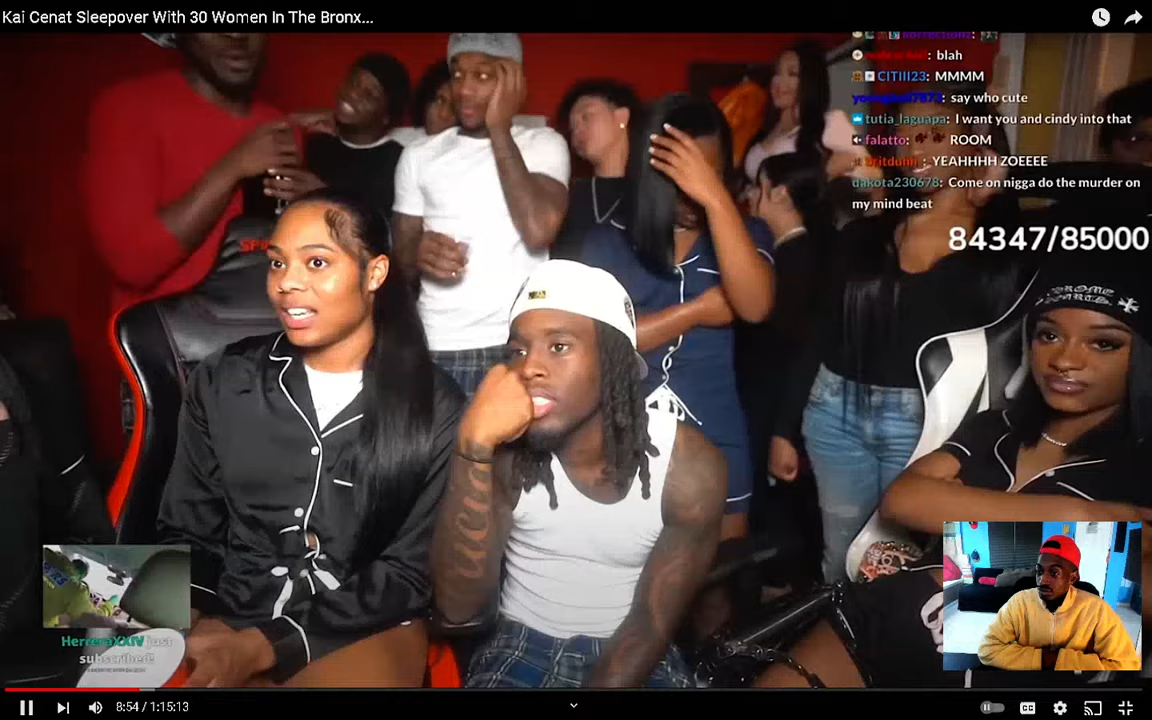 Kai Cenat Sleepover With 30 Women In The Bronx...
: blah
CITIII23: MMMM
: say who cute
tutia_laguapa: I want you and cindy into that
falatto: ROOM
: YEAHHHH ZOEEEE
dakota230678: Come on nigga do the murder on
my mind beat
84347/85000
HerreraXXIV just
subscribed!
8:54 / 1:15:13
CC